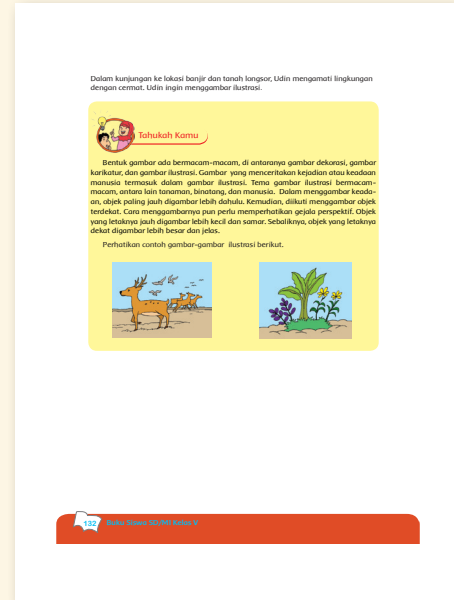 Dalam kunjungan ke lokasi banjir dan tanah longsor, Udin mengamati lingkungan
dengan cermat. Udin ingin menggambar ilustrasi.
Tahukah Kamu
Bentuk gambar ada bermacam-macam, di antaranya gambar dekorasi, gambar
karikatur, dan gambar ilustrasi. Gambar yang menceritakan kejadian atau keadaan
manusia termasuk dalam gambar ilustrasi. Tema gambar ilustrasi bermacam-
macam, antara lain tanaman, binatang, dan manusia. Dalam menggambar keada-
an, objek paling jauh digambar lebih dahulu. Kemudian, diikuti menggambar objek
terdekat. Cara menggambarnya pun perlu memperhatikan gejala perspektif. Objek
yang letaknya jauh digambar lebih kecil dan samar. Sebaliknya, objek yang letaknya
dekat digambar lebih besar dan jelas.
Perhatikan contoh gambar-gambar ilustrasi berikut.
132
Buku Siswa SD/MI Kelas V